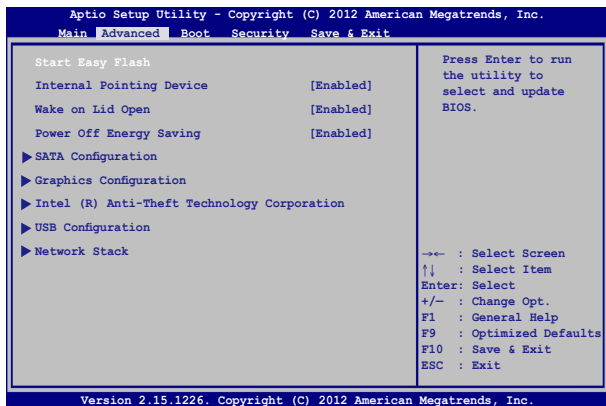 Aptio Setup Utility - Copyright (C) 2012 American Megatrends, Inc.
Main Advanced Boot Security Save & Exit
Start Easy Flash
Internal Pointing Device [Enabled]
Wake on Lid Open [Enabled]
Power Off Energy Saving [Enabled]
SATA Configuration
Graphics Configuration
Intel (R) Anti-Theft Technology Corporation
USB Configuration
Network Stack
Press Enter to run
the utility to
select and update
BIOS.
→← : Select Screen
↑↓ : Select Item
Enter: Select
+/— : Change Opt.
F1 : General Help
F9 : Optimized Defaults
F10 : Save & Exit
ESC : Exit
Version 2.15.1226. Copyright (C) 2012 American Megatrends, Inc.